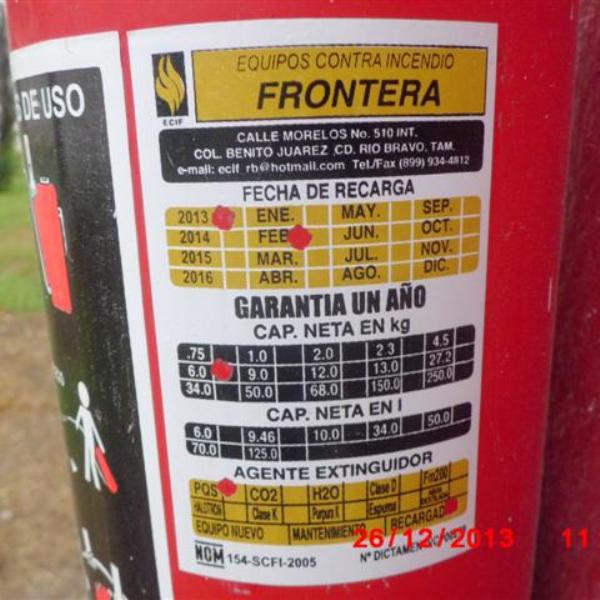 DE USO
ECIF
EQUIPOS CONTRA INCENDIO
FRONTERA
CALLE MORELOS No. 510 INT.
COL. BENITO JUAREZ ,CD. RIO BRAVO, TAM.
e-mail: ecif_rb@hotmail.com Tel./Fax (899) 934-4812
FECHA DE RECARGA
2013 ENE. MAY. SEP.
2014 FEB JUN. OCT.
2015 MAR. JUL. NOV.
2016 ABR. AGO. DIC.
GARANTIA UN AÑO
CAP. NETA EN kg
.75 1.0 2.0 2.3 4.5
6.0 9.0 12.0 13.0 27.2
34.0 50.0 68.0 150.0 250.0
CAP. NETA EN l
6.0 9.46 10.0 34.0 50.0
70.0 125.0
AGENTE EXTINGUIDOR
PQS CO2 H2O Clase D Fm200
HALOTRON Clase K Purpura K Espuma
EQUIPO NUEVO MANTENIMIENTO RECARGAD
NOM 154-SCFI-2005 Nº DICTAMEN
26/12/2013 11